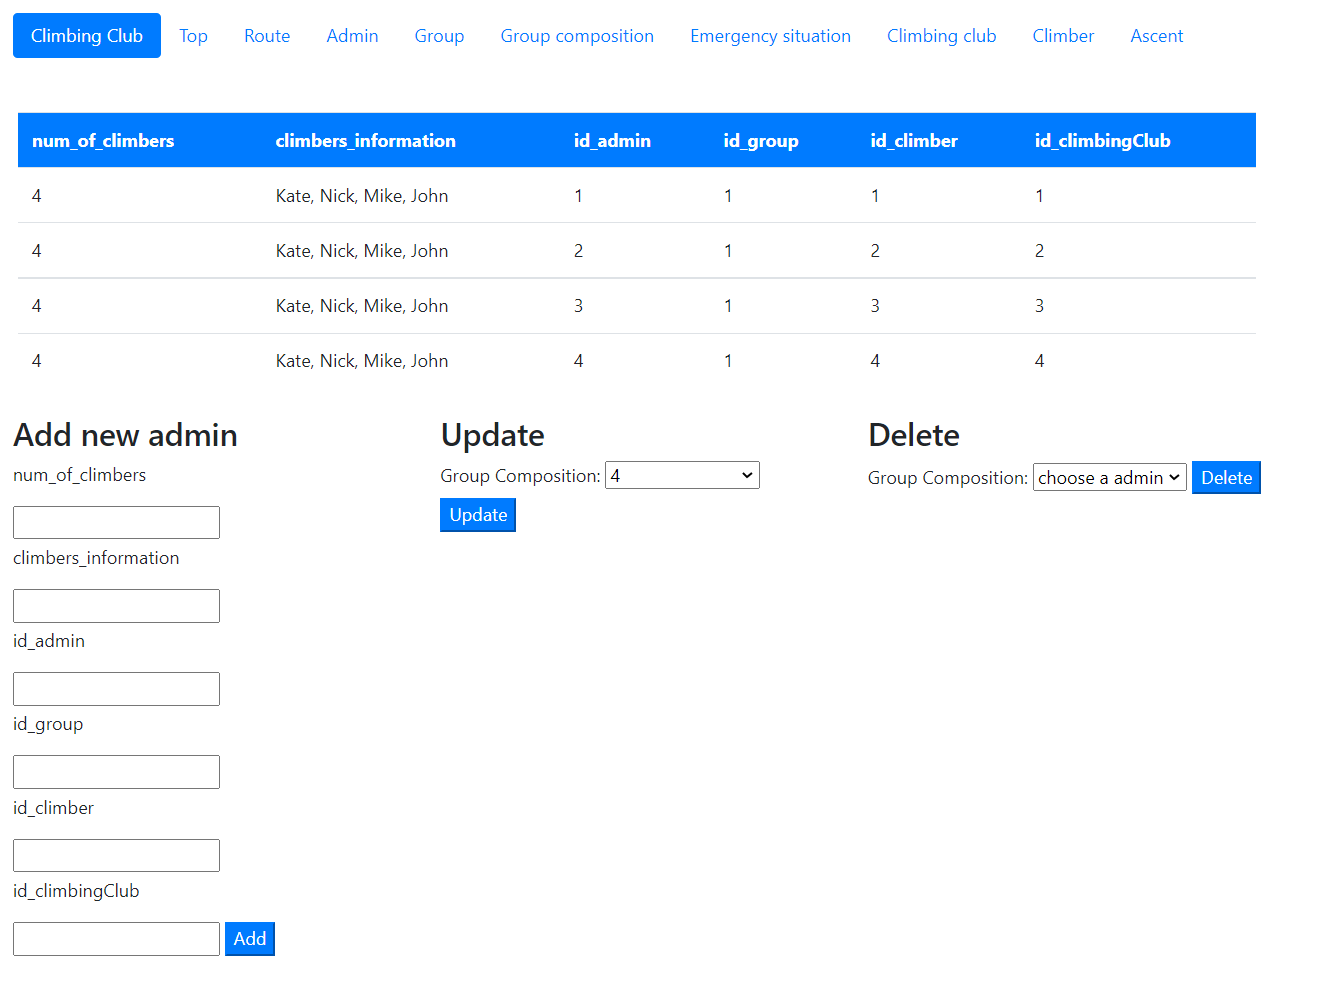 Climbing Club Top Route Admin Group Group composition Emergency situation Climbing club Climber Ascent
num_of_climbers climbers_information id_admin id_group id_climber id_climbingClub
4 Kate, Nick, Mike, John 1 1 1 1
4 Kate, Nick, Mike, John 2 1 2 2
4 Kate, Nick, Mike, John 3 1 3 3
4 Kate, Nick, Mike, John 4 1 4 4
Add new admin
num_of_climbers
climbers_information
id_admin
id_group
id_climber
id_climbingClub
Add
Update
Group Composition: 4
Update
Delete
Group Composition: choose a admin Delete